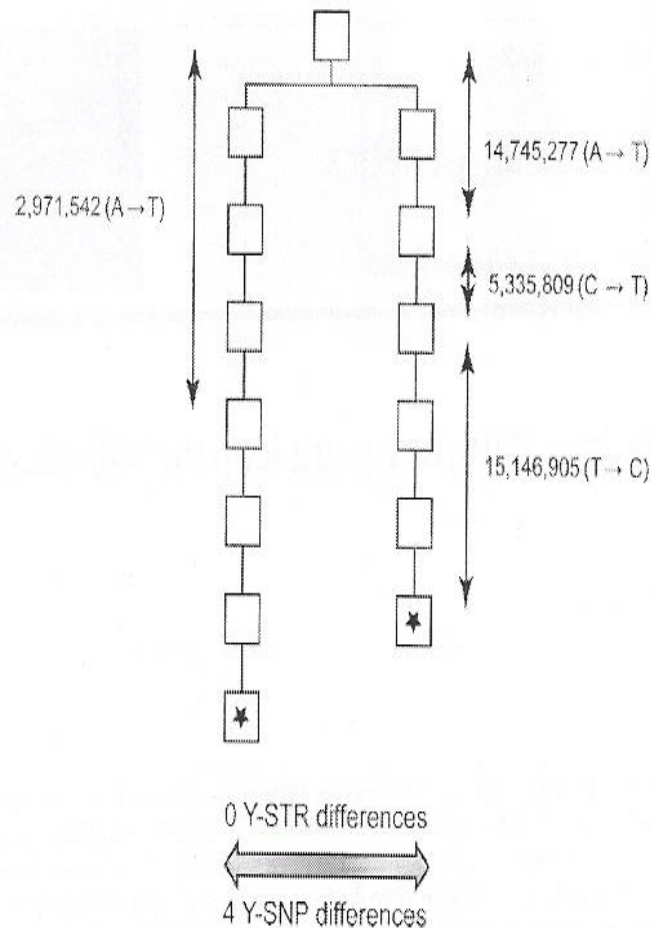 14,745,277 (A → T)
2,971,542 (A→T)
5,335,809 (C → T)
15,146,905 (T → C)
0 Y-STR differences
4 Y-SNP differences